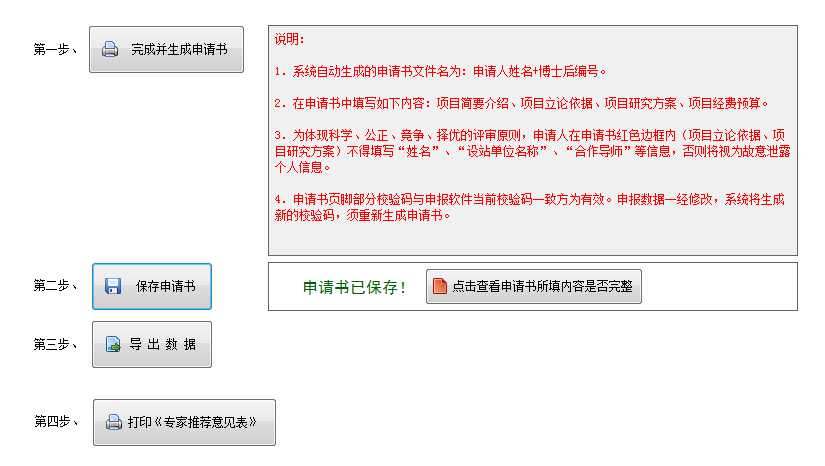 第一步、 完成并生成申请书
说明：
1. 系统自动生成的申请书文件名为：申请人姓名+博士后编号。
2. 在申请书中填写如下内容：项目简要介绍、项目立论依据、项目研究方案、项目经费预算。
3. 为体现科学、公正、竞争、择优的评审原则，申请人在申请书红色边框内（项目立论依据、项
目研究方案）不得填写“姓名”、“设站单位名称”、“合作导师”等信息，否则将视为故意泄露
个人信息。
4. 申请书页脚部分校验码与申报软件当前校验码一致方为有效。申报数据一经修改，系统将生成
新的校验码，须重新生成申请书。
第二步、 保存申请书
申请书已保存！ 点击查看申请书所填内容是否完整
第三步、 导 出 数 据
第四步、 打印《专家推荐意见表》